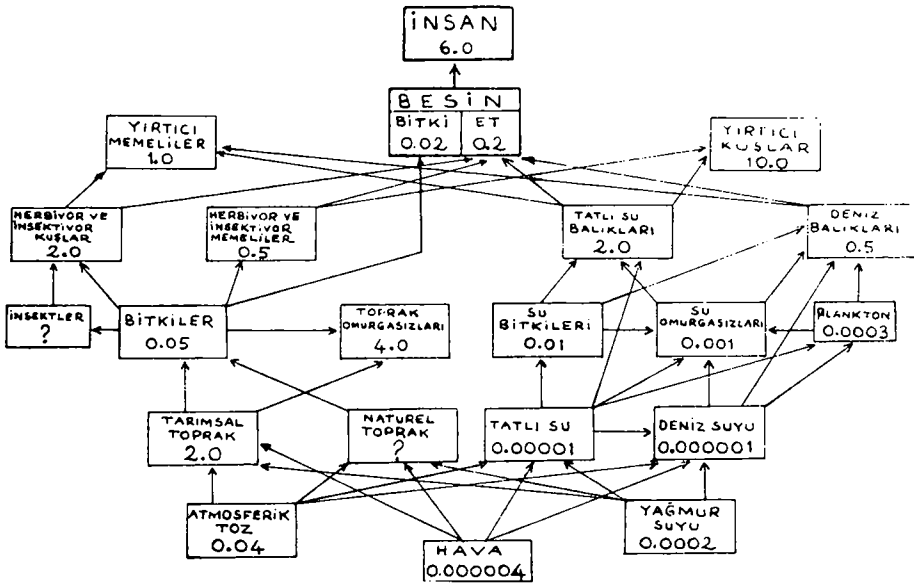 İNSAN
6.0
BESİN
BİTKİ ET
0.02 0.2
YIRTICI
MEMELİLER
1.0
YIRTICI
KUŞLAR
10.0
HERBİVOR VE
İNSEKTİVOR
KUŞLAR
2.0
HERBİVOR VE
İNSEKTİVOR
MEMELİLER
0.5
TATLI SU
BALIKLARI
2.0
DENİZ
BALIKLARI
0.5
İNSEKTLER
?
BİTKİLER
0.05
TOPRAK
OMURGASIZLARI
4.0
SU
BİTKİLERİ
0.01
SU
OMURGASIZLARI
0.001
PLANKTON
0.0003
TARIMSAL
TOPRAK
2.0
NATUREL
TOPRAK
?
TATLI SU
0.00001
DENİZ SUYU
0.000001
ATMOSFERİK
TOZ
0.04
HAVA
0.000004
YAĞMUR
SUYU
0.0002